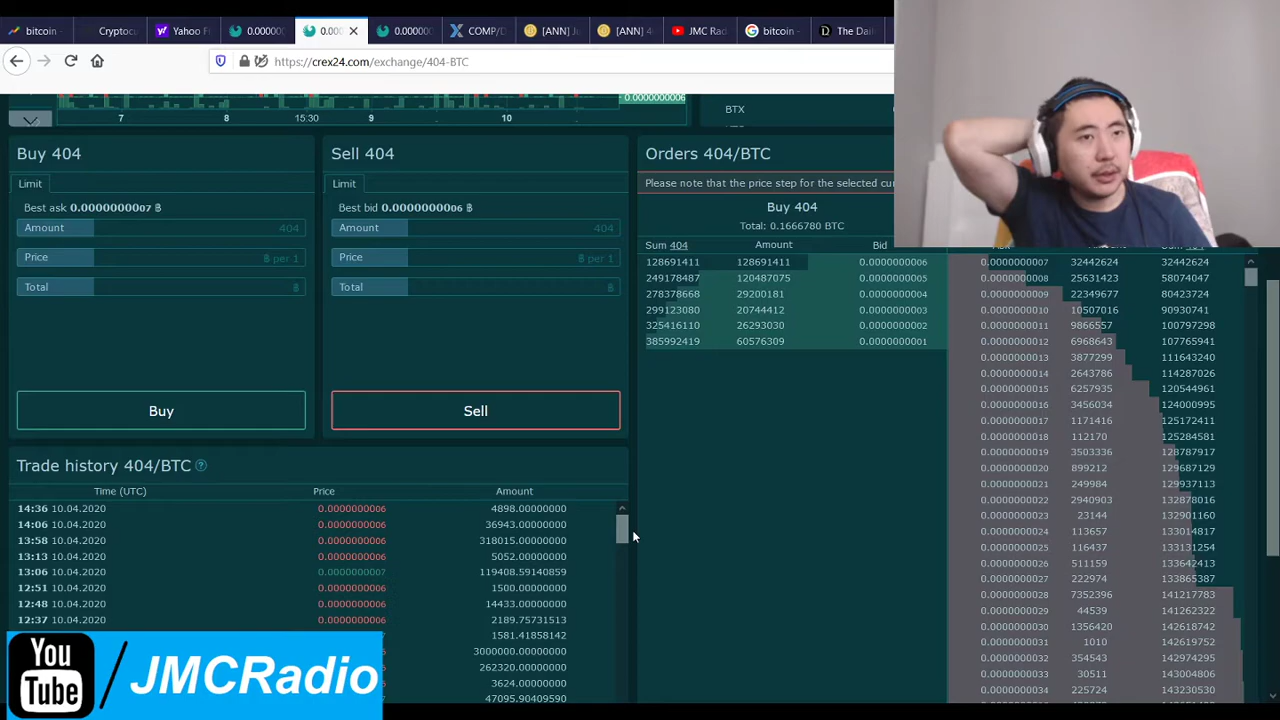 bitcoin
Cryptocu
Yahoo Fi
0.00000
0.000
0.00000
COMP/D
[ANN] J
[ANN] 4
JMC Rad
bitcoin -
The Dail
https://crex24.com/exchange/404-BTC
0.0000000006
7 8 15:30 9 10
BTX
Buy 404
Limit
Best ask 0.0000000007 ฿
Amount 404
Price ฿ per 1
Total ฿
Buy
Sell 404
Limit
Best bid 0.0000000006 ฿
Amount 404
Price ฿ per 1
Total ฿
Sell
Orders 404/BTC
Please note that the price step for the selected cur
Buy 404
Total: 0.1666780 BTC
Sum 404 Amount Bid
128691411 128691411 0.0000000006
249178487 120487075 0.0000000005
278378668 29200181 0.0000000004
299123080 20744412 0.0000000003
325416110 26293030 0.0000000002
385992419 60576309 0.0000000001
0.0000000007 32442624 32442624
0.0000000008 25631423 58074047
0.0000000009 22349677 80423724
0.0000000010 10507016 90930741
0.0000000011 9866557 100797298
0.0000000012 6968643 107765941
0.0000000013 3877299 111643240
0.0000000014 2643786 114287026
0.0000000015 6257935 120544961
0.0000000016 3456034 124000995
0.0000000017 1171416 125172411
0.0000000018 112170 125284581
0.0000000019 3503336 128787917
0.0000000020 899212 129687129
0.0000000021 249984 129937113
0.0000000022 2940903 132878016
0.0000000023 23144 132901160
0.0000000024 113657 133014817
0.0000000025 116437 133131254
0.0000000026 511159 133642413
0.0000000027 222974 133865387
0.0000000028 7352396 141217783
0.0000000029 44539 141262322
0.0000000030 1356420 142618742
0.0000000031 1010 142619752
0.0000000032 354543 142974295
0.0000000033 30511 143004806
0.0000000034 225724 143230530
Trade history 404/BTC ?
Time (UTC) Price Amount
14:36 10.04.2020 0.0000000006 4898.00000000
14:06 10.04.2020 0.0000000006 36943.00000000
13:58 10.04.2020 0.0000000006 318015.00000000
13:13 10.04.2020 0.0000000006 5052.00000000
13:06 10.04.2020 0.0000000007 119408.59140859
12:51 10.04.2020 0.0000000006 1500.00000000
12:48 10.04.2020 0.0000000006 14433.00000000
12:37 10.04.2020 0.0000000006 2189.75731513
1581.41858142
3000000.00000000
262320.00000000
3624.00000000
47095.90409590
You
Tube
/JMCRadio